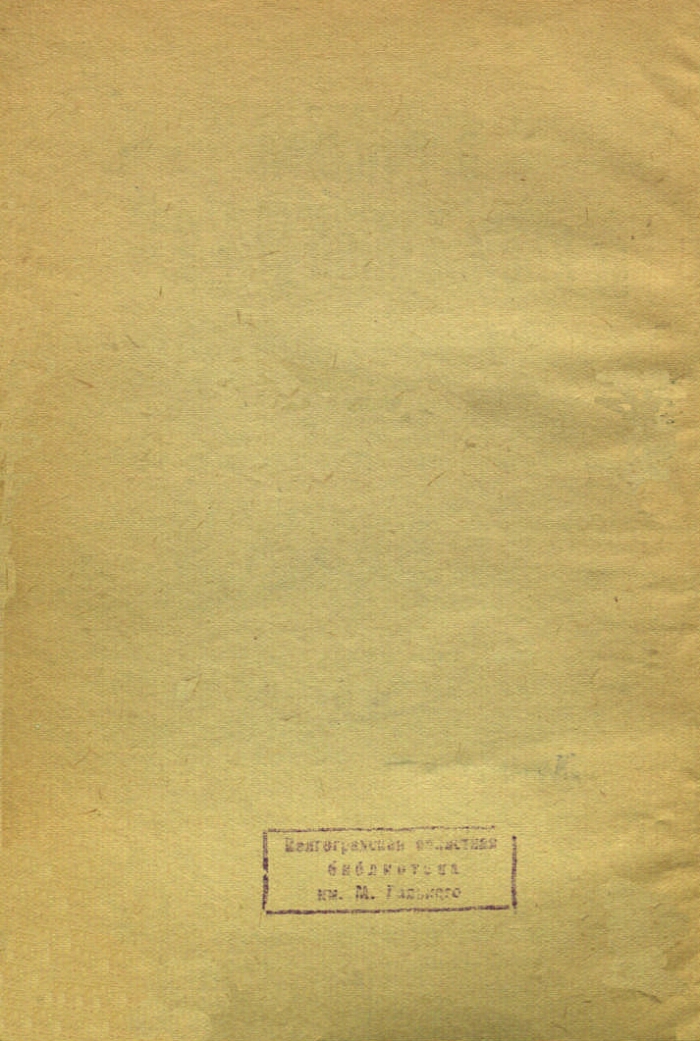 Волгоградская областная
библиотека
им. М. Горького